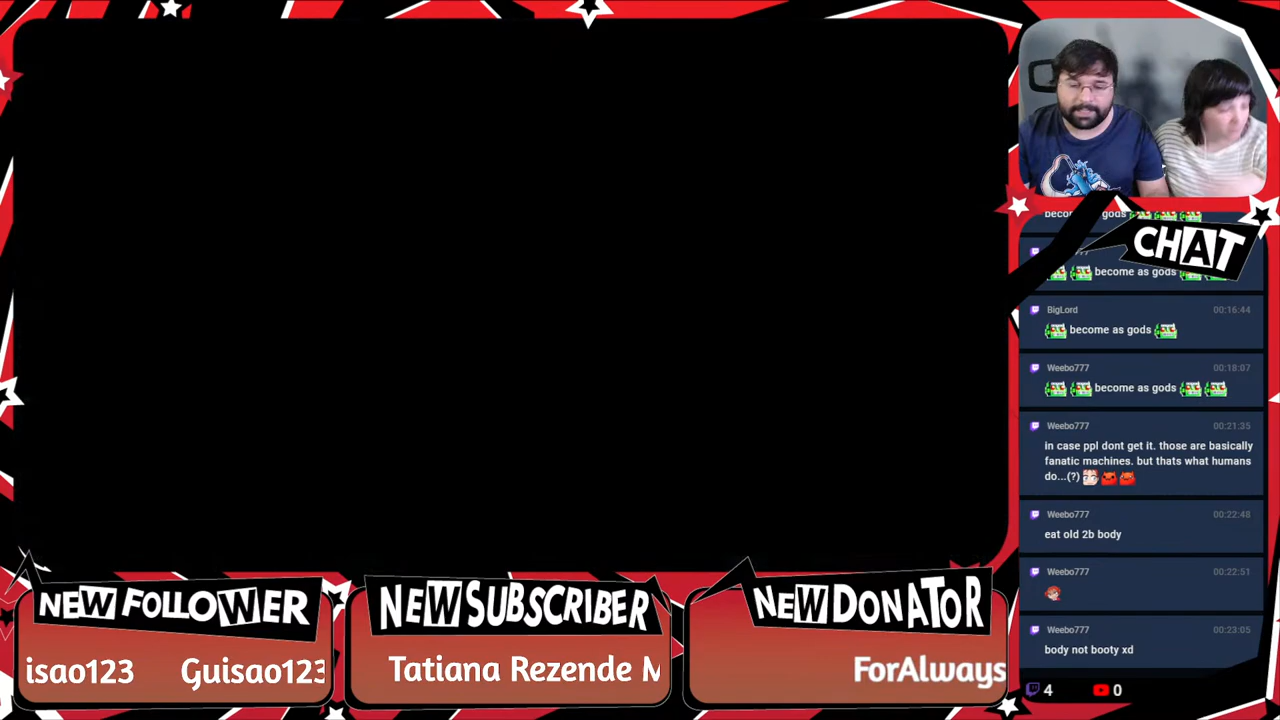 become as gods
CHAT
become as gods
BigLord 00:16:44
become as gods
Weebo777 00:18:07
become as gods
Weebo777 00:21:35
in case ppl dont get it. those are basically
fanatic machines. but thats what humans
do...(?)
Weebo777 00:22:48
eat old 2b body
Weebo777 00:22:51
Weebo777 00:23:05
body not booty xd
4 0
NEW FOLLOWER
isao123 Guisao123
NEW SUBSCRIBER
Tatiana Rezende M
NEW DONATOR
ForAlways